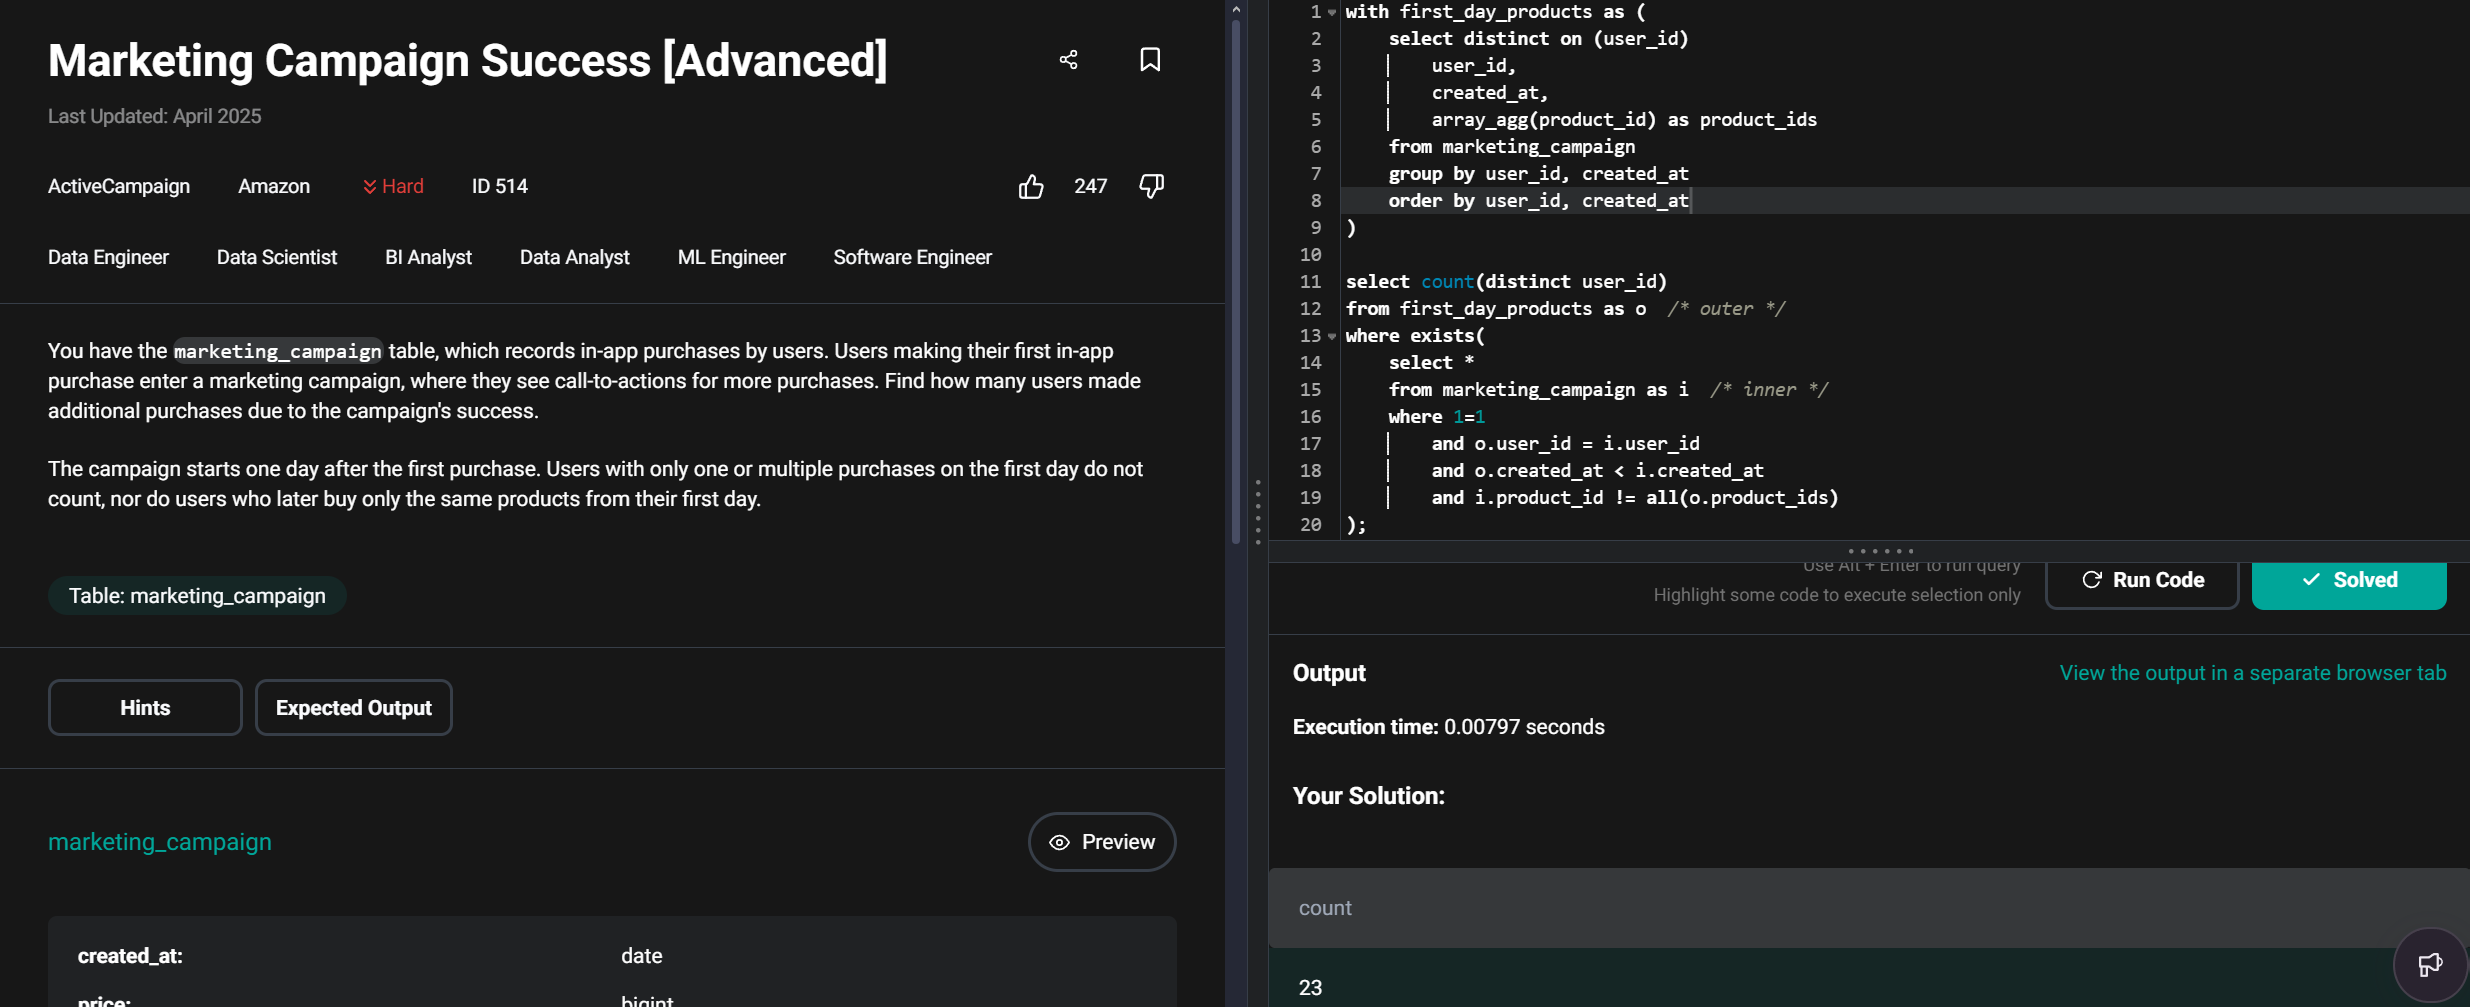 Marketing Campaign Success [Advanced]
Last Updated: April 2025
ActiveCampaign Amazon Hard ID 514 247
Data Engineer Data Scientist BI Analyst Data Analyst ML Engineer Software Engineer
You have the marketing_campaign table, which records in-app purchases by users. Users making their first in-app
purchase enter a marketing campaign, where they see call-to-actions for more purchases. Find how many users made
additional purchases due to the campaign's success.
The campaign starts one day after the first purchase. Users with only one or multiple purchases on the first day do not
count, nor do users who later buy only the same products from their first day.
Table: marketing_campaign
Hints Expected Output
marketing_campaign Preview
created_at: date
price: bigint
1 with first_day_products as (
2 select distinct on (user_id)
3 user_id,
4 created_at,
5 array_agg(product_id) as product_ids
6 from marketing_campaign
7 group by user_id, created_at
8 order by user_id, created_at
9 )
10
11 select count(distinct user_id)
12 from first_day_products as o /* outer */
13 where exists(
14 select *
15 from marketing_campaign as i /* inner */
16 where 1=1
17 and o.user_id = i.user_id
18 and o.created_at < i.created_at
19 and i.product_id != all(o.product_ids)
20 );
Use Alt + Enter to run query
Highlight some code to execute selection only
Run Code Solved
Output View the output in a separate browser tab
Execution time: 0.00797 seconds
Your Solution:
count
23